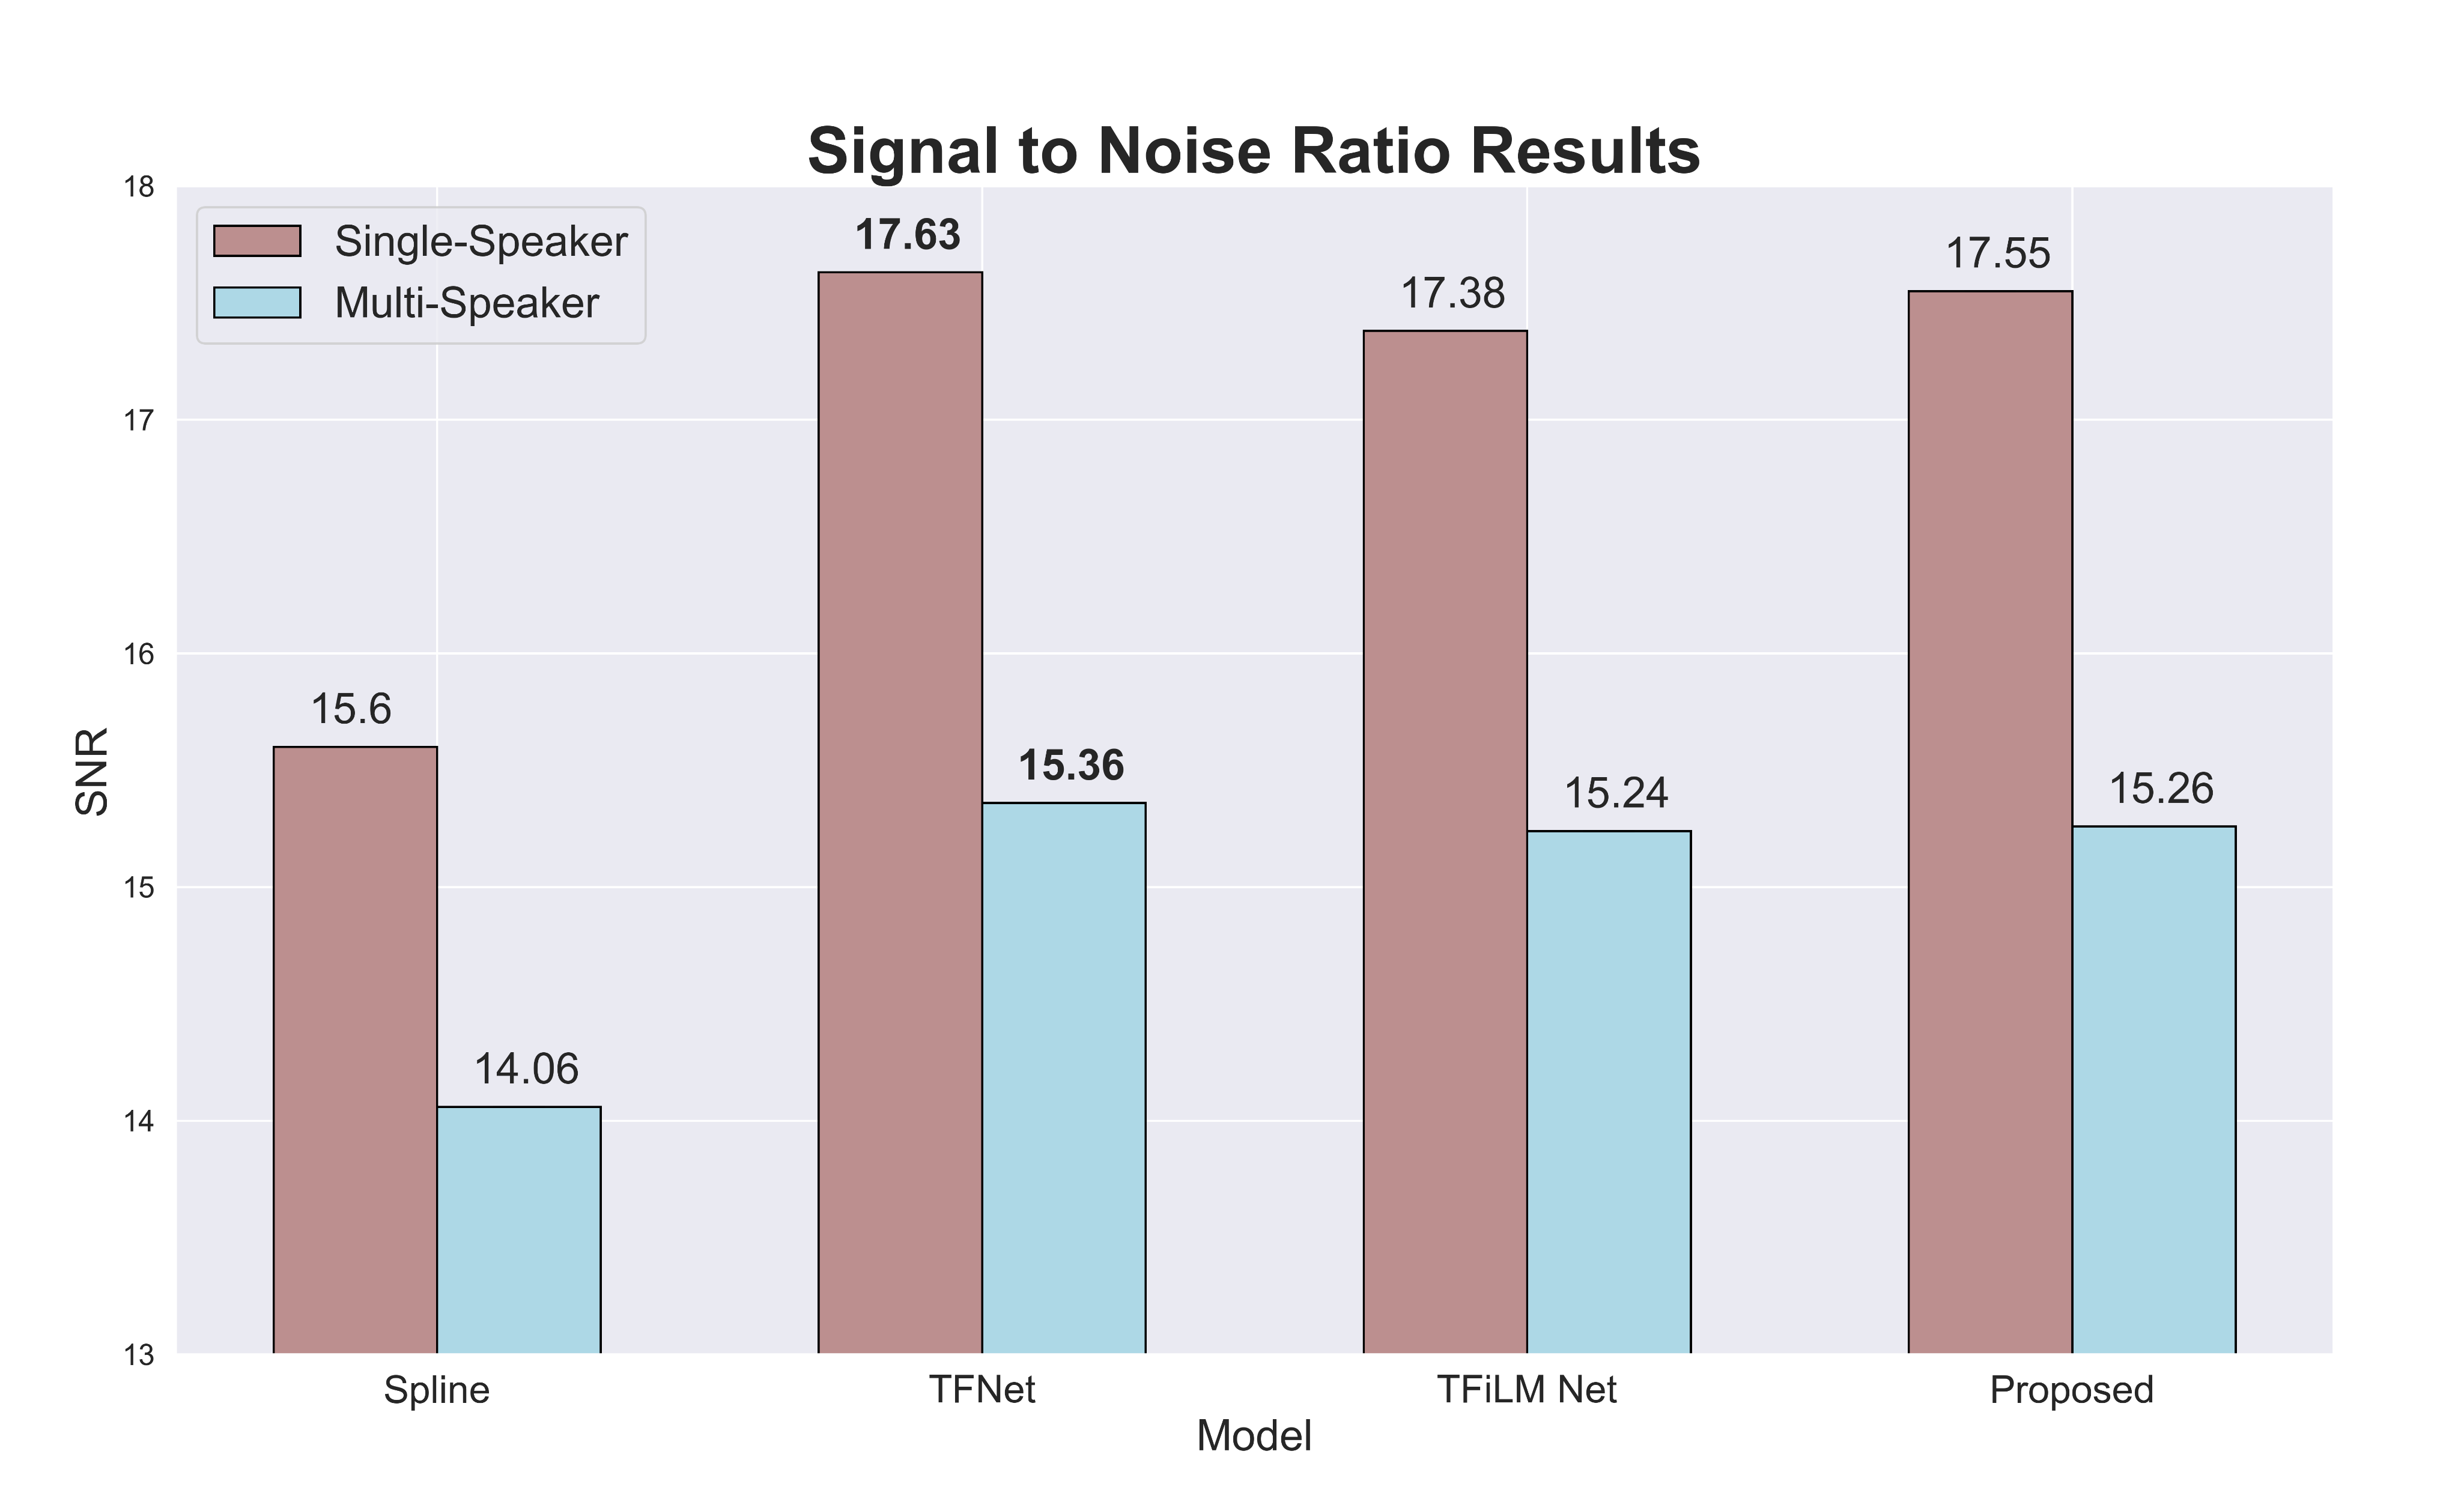 Signal to Noise Ratio Results
Single-Speaker
Multi-Speaker
18
17
16
15
14
13
SNR
15.6
14.06
17.63
15.36
17.38
15.24
17.55
15.26
Spline
TFNet
TFiLM Net
Proposed
Model